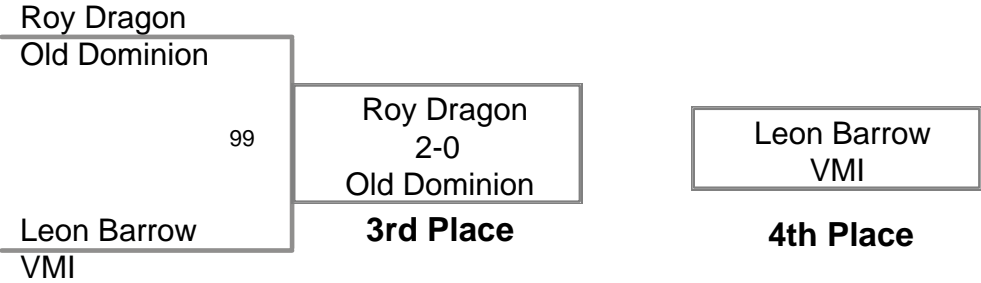 Roy Dragon
Old Dominion
99
Leon Barrow
VMI
Roy Dragon
2-0
Old Dominion
3rd Place
Leon Barrow
VMI
4th Place